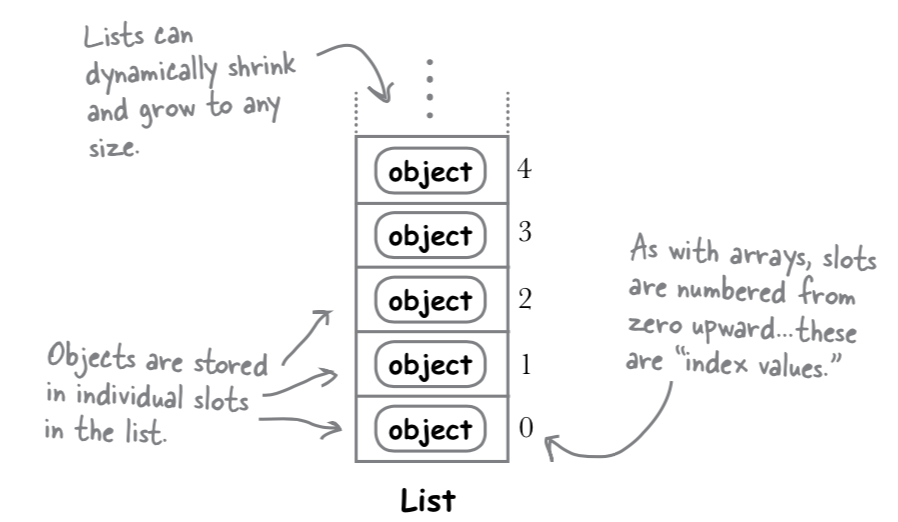 Lists can
dynamically shrink
and grow to any
size.
object 4
object 3
object 2
object 1
object 0
List
Objects are stored
in individual slots
in the list.
As with arrays, slots
are numbered from
zero upward...these
are “index values.”